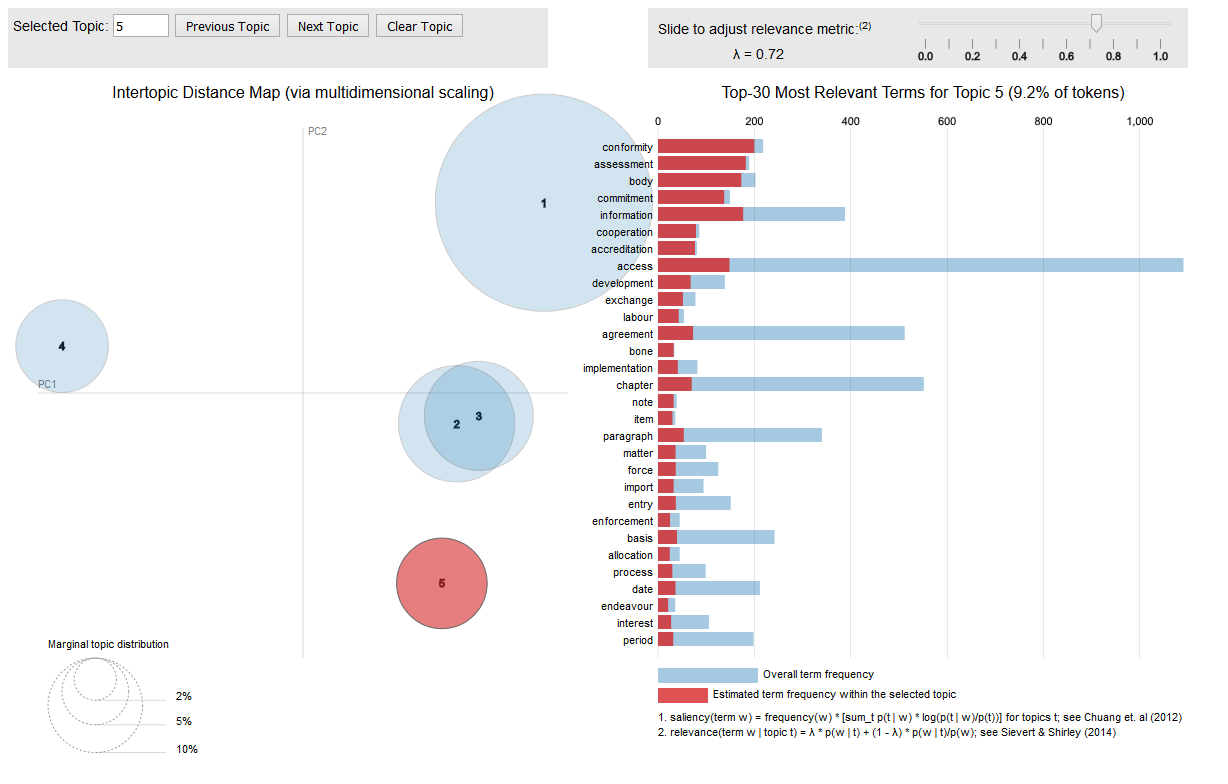 Selected Topic: 5 Previous Topic Next Topic Clear Topic
Slide to adjust relevance metric:(2)
λ = 0.72
0.0 0.2 0.4 0.6 0.8 1.0
Intertopic Distance Map (via multidimensional scaling)
PC2
PC1
1
4
2
3
5
Marginal topic distribution
2%
5%
10%
Top-30 Most Relevant Terms for Topic 5 (9.2% of tokens)
0 200 400 600 800 1,000
conformity
assessment
body
commitment
information
cooperation
accreditation
access
development
exchange
labour
agreement
bone
implementation
chapter
note
item
paragraph
matter
force
import
entry
enforcement
basis
allocation
process
date
endeavour
interest
period
Overall term frequency
Estimated term frequency within the selected topic
1. saliency(term w) = frequency(w) * [sum_t p(t | w) * log(p(t | w)/p(t))] for topics t; see Chuang et. al (2012)
2. relevance(term w | topic t) = λ * p(w | t) + (1 - λ) * p(w | t)/p(w); see Sievert & Shirley (2014)